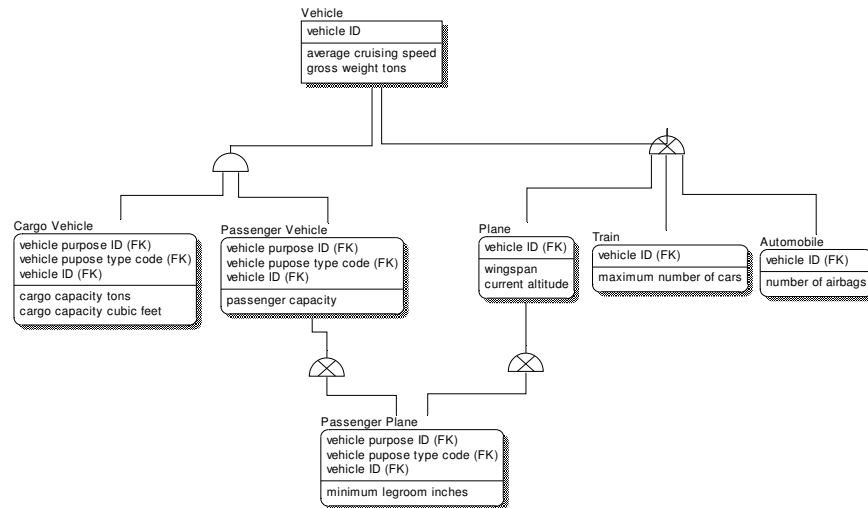 Vehicle
vehicle ID
average cruising speed
gross weight tons
Cargo Vehicle
vehicle purpose ID (FK)
vehicle pupose type code (FK)
vehicle ID (FK)
cargo capacity tons
cargo capacity cubic feet
Passenger Vehicle
vehicle purpose ID (FK)
vehicle pupose type code (FK)
vehicle ID (FK)
passenger capacity
Plane
vehicle ID (FK)
wingspan
current altitude
Train
vehicle ID (FK)
maximum number of cars
Automobile
vehicle ID (FK)
number of airbags
Passenger Plane
vehicle purpose ID (FK)
vehicle pupose type code (FK)
vehicle ID (FK)
minimum legroom inches